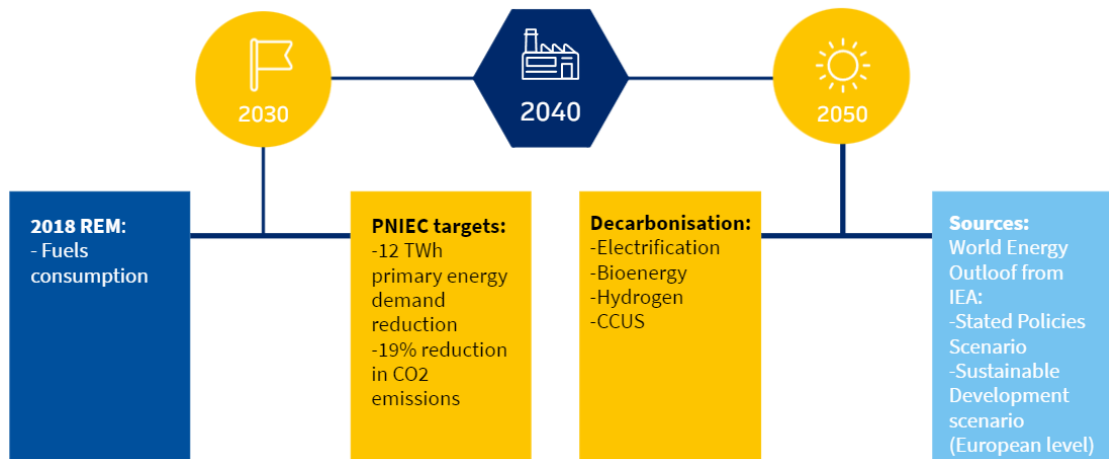 2030
2040
2050
2018 REM:
- Fuels
consumption
PNIEC targets:
-12 TWh
primary energy
demand
reduction
-19% reduction
in CO2
emissions
Decarbonisation:
-Electrification
-Bioenergy
-Hydrogen
-CCUS
Sources:
World Energy
Outloof from
IEA:
-Stated Policies
Scenario
-Sustainable
Development
scenario
(European level)